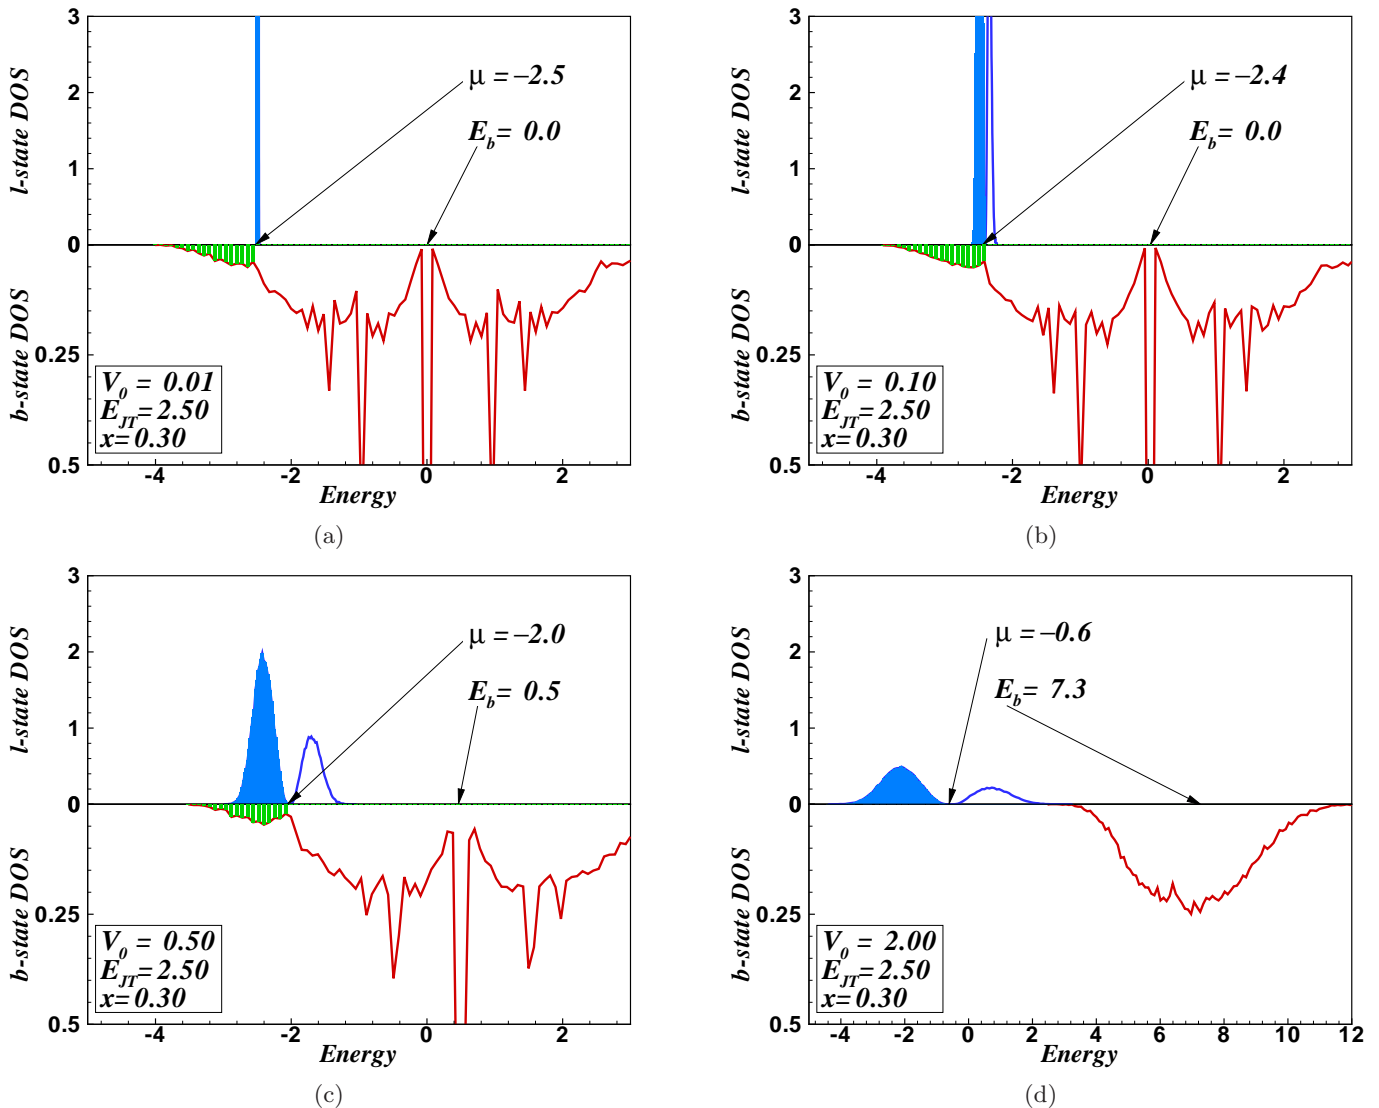 3
2
1
0
0.25
0.5
l-state DOS
b-state DOS
μ = –2.5
E_b = 0.0
V_0 = 0.01
E_JT = 2.50
x = 0.30
-4 -2 0 2
Energy
(a)
3
2
1
0
0.25
0.5
l-state DOS
b-state DOS
μ = –2.4
E_b = 0.0
V_0 = 0.10
E_JT = 2.50
x = 0.30
-4 -2 0 2
Energy
(b)
3
2
1
0
0.25
0.5
l-state DOS
b-state DOS
μ = –2.0
E_b = 0.5
V_0 = 0.50
E_JT = 2.50
x = 0.30
-4 -2 0 2
Energy
(c)
3
2
1
0
0.25
0.5
l-state DOS
b-state DOS
μ = –0.6
E_b = 7.3
V_0 = 2.00
E_JT = 2.50
x = 0.30
-4 -2 0 2 4 6 8 10 12
Energy
(d)